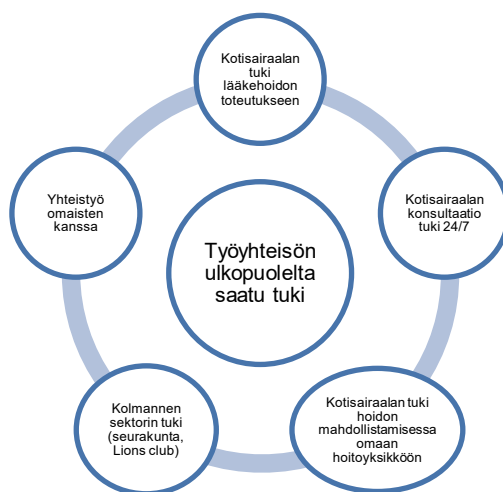 Kotisairaalan
tuki
lääkehoidon
toteutukseen
Kotisairaalan
konsultaatio
tuki 24/7
Kotisairaalan tuki
hoidon
mahdollistamisessa
omaan
hoitoyksikköön
Kolmannen
sektorin tuki
(seurakunta,
Lions club)
Yhteistyö
omaisten
kanssa
Työyhteisön
ulkopuolelta
saatu tuki